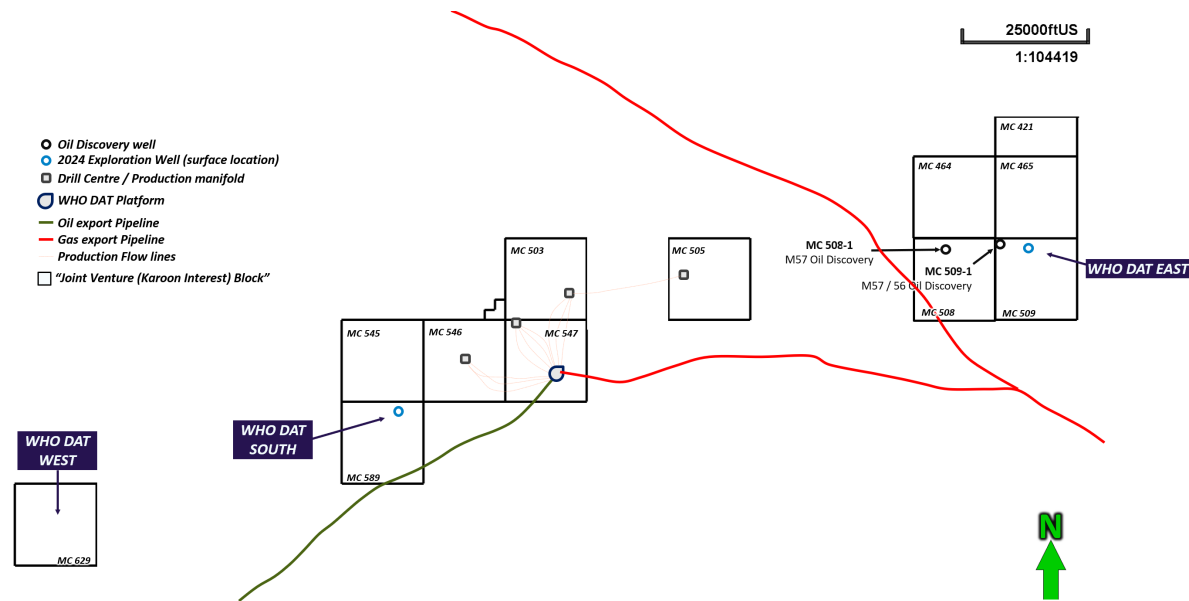 25000ftUS
1:104419
Oil Discovery well
2024 Exploration Well (surface location)
Drill Centre / Production manifold
WHO DAT Platform
Oil export Pipeline
Gas export Pipeline
Production Flow lines
"Joint Venture (Karoon Interest) Block"
MC 421
MC 464
MC 465
MC 503
MC 505
MC 508-1
M57 Oil Discovery
MC 509-1
M57 / 56 Oil Discovery
WHO DAT EAST
MC 508
MC 509
MC 545
MC 546
MC 547
WHO DAT
SOUTH
WHO DAT
WEST
MC 589
MC 629
N